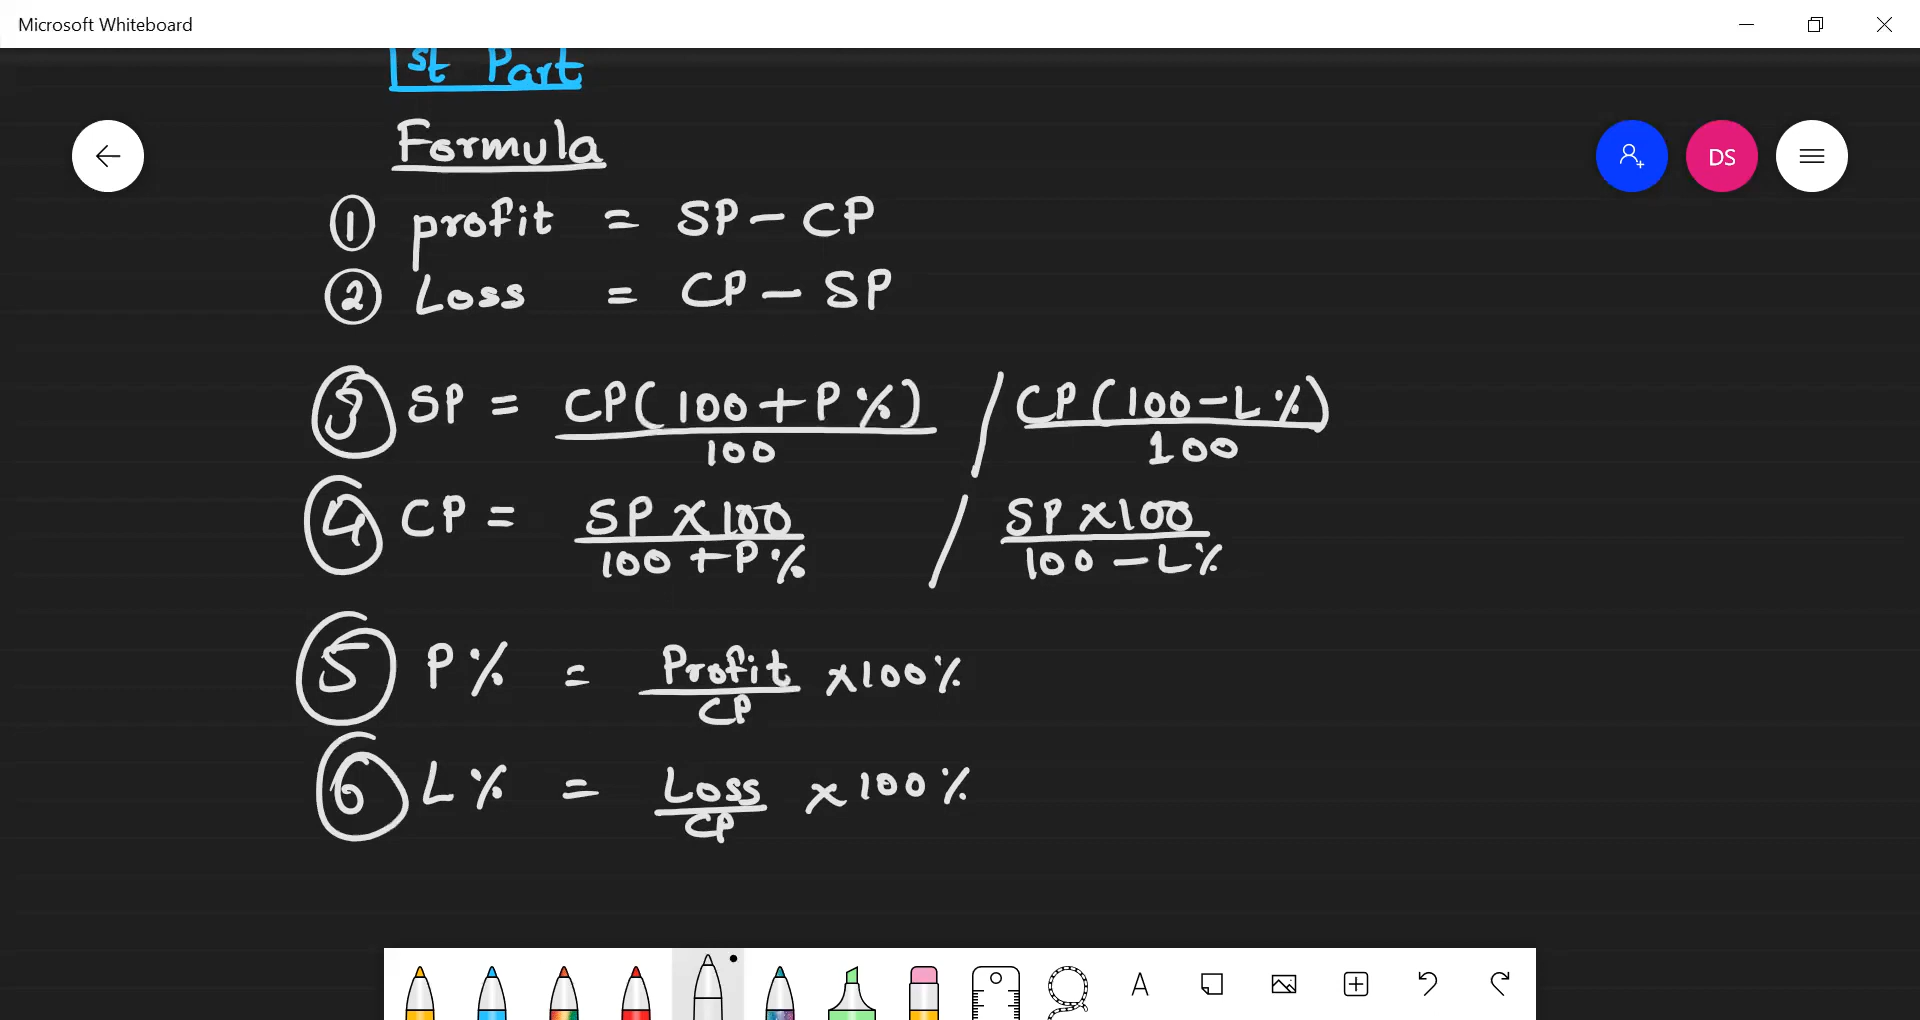 Microsoft Whiteboard
1st Part
Formula
DS
① profit = SP - CP
② Loss = CP - SP
③ SP = CP(100 + P%)/100 / CP(100 - L%)/100
④ CP = SP × 100/100 + P% / SP × 100/100 - L%
⑤ P% = Profit/CP × 100%
⑥ L% = Loss/CP × 100%